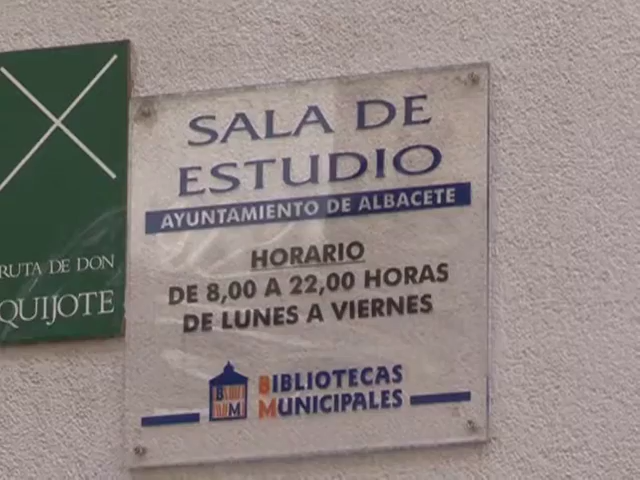 RUTA DE DON
QUIJOTE
SALA DE
ESTUDIO
AYUNTAMIENTO DE ALBACETE
HORARIO
DE 8,00 A 22,00 HORAS
DE LUNES A VIERNES
BM
BIBLIOTECAS
MUNICIPALES